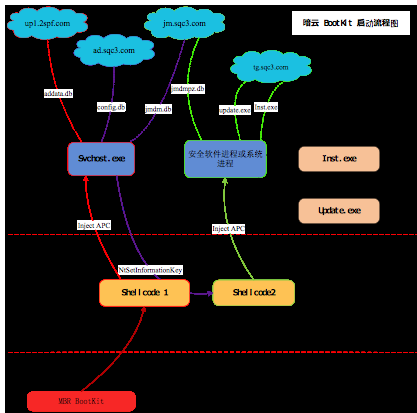 up1.2spf.com
jm.sqc3.com
暗云 BootKit 启动流程图
ad.sqc3.com
tg.sqc3.com
addata.db
jmdmpz.db
config.db
jmdm.db
update.exe
Inst.exe
Svchost.exe
安全软件进程或系统
进程
Inst.exe
Update.exe
Inject APC
Inject APC
NtSetInformationKey
Shellcode 1
Shellcode2
MBR BootKit